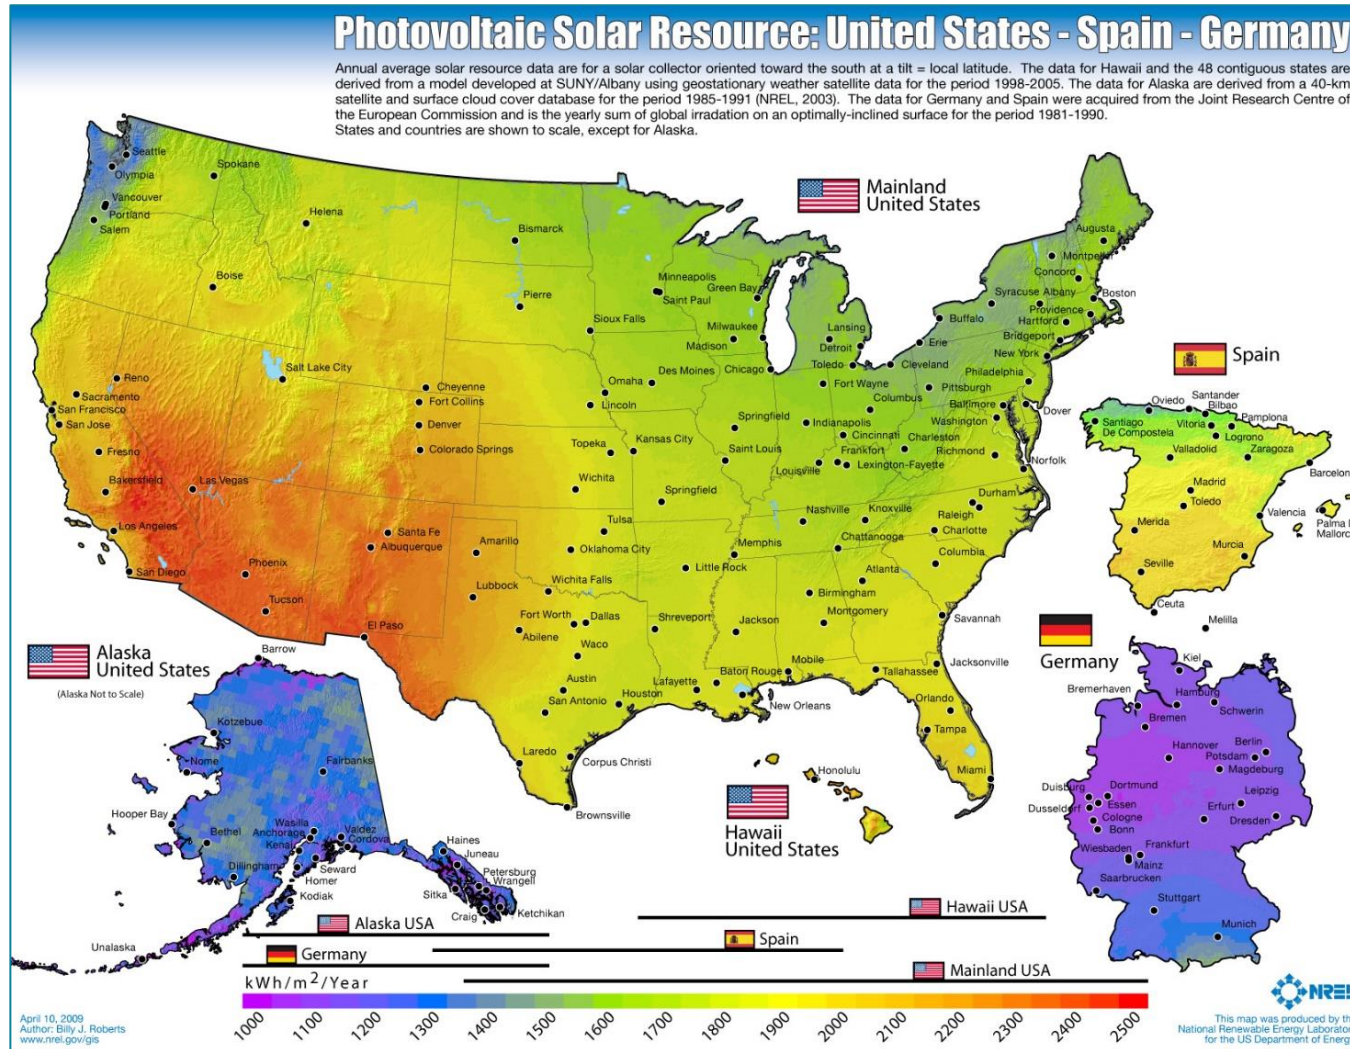 Photovoltaic Solar Resource: United States - Spain - Germany
Annual average solar resource data are for a solar collector oriented toward the south at a tilt = local latitude. The data for Hawaii and the 48 contiguous states are
derived from a model developed at SUNY/Albany using geostationary weather satellite data for the period 1998-2005. The data for Alaska are derived from a 40-km
satellite and surface cloud cover database for the period 1985-1991 (NREL, 2003). The data for Germany and Spain were acquired from the Joint Research Centre of
the European Commission and is the yearly sum of global irradation on an optimally-inclined surface for the period 1981-1990.
States and countries are shown to scale, except for Alaska.
Mainland
United States
Seattle
Olympia
Spokane
Vancouver
Portland
Salem
Helena
Bismarck
Boise
Pierre
Minneapolis
Saint Paul
Green Bay
Sioux Falls
Milwaukee
Madison
Lansing
Detroit
Augusta
Montpelier
Concord
Syracuse
Albany
Boston
Providence
Hartford
Bridgeport
Buffalo
Erie
New York
Reno
Sacramento
San Francisco
San Jose
Fresno
Bakersfield
Los Angeles
San Diego
Las Vegas
Salt Lake City
Cheyenne
Fort Collins
Denver
Colorado Springs
Omaha
Lincoln
Des Moines
Chicago
Toledo
Cleveland
Fort Wayne
Columbus
Pittsburgh
Philadelphia
Baltimore
Dover
Washington
Springfield
Indianapolis
Cincinnati
Charleston
Topeka
Kansas City
Saint Louis
Louisville
Frankfort
Lexington-Fayette
Richmond
Norfolk
Wichita
Springfield
Durham
Raleigh
Nashville
Knoxville
Charlotte
Santa Fe
Albuquerque
Amarillo
Tulsa
Oklahoma City
Memphis
Chattanooga
Columbia
Phoenix
Tucson
El Paso
Lubbock
Wichita Falls
Little Rock
Atlanta
Birmingham
Montgomery
Savannah
Fort Worth
Dallas
Abilene
Waco
Shreveport
Jackson
Austin
San Antonio
Houston
Lafayette
Baton Rouge
Mobile
New Orleans
Tallahassee
Jacksonville
Orlando
Tampa
Miami
Laredo
Corpus Christi
Brownsville
Spain
Oviedo
Santander
Bilbao
Santiago
De Compostela
Vitoria
Pamplona
Logrono
Valladolid
Zaragoza
Barcelon
Madrid
Toledo
Merida
Valencia
Palma
Mallorc
Murcia
Seville
Ceuta
Melilla
Germany
Kiel
Bremerhaven
Hamburg
Schwerin
Bremen
Hannover
Berlin
Potsdam
Magdeburg
Duisburg
Dortmund
Essen
Dusseldorf
Cologne
Bonn
Leipzig
Erfurt
Dresden
Wiesbaden
Frankfurt
Mainz
Saarbrucken
Stuttgart
Munich
Alaska
United States
(Alaska Not to Scale)
Barrow
Kotzebue
Nome
Fairbanks
Hooper Bay
Bethel
Wasilla
Anchorage
Kenai
Valdez
Cordova
Dillingham
Seward
Homer
Kodiak
Haines
Juneau
Petersburg
Wrangell
Sitka
Craig
Ketchikan
Unalaska
Honolulu
Hawaii
United States
Alaska USA
Hawaii USA
Spain
Germany
Mainland USA
kWh/m2/Year
1000 1100 1200 1300 1400 1500 1600 1700 1800 1900 2000 2100 2200 2300 2400 2500
April 10, 2009
Author: Billy J. Roberts
www.nrel.gov/gis
NREL
This map was produced by th
National Renewable Energy Laborator
for the US Department of Energ